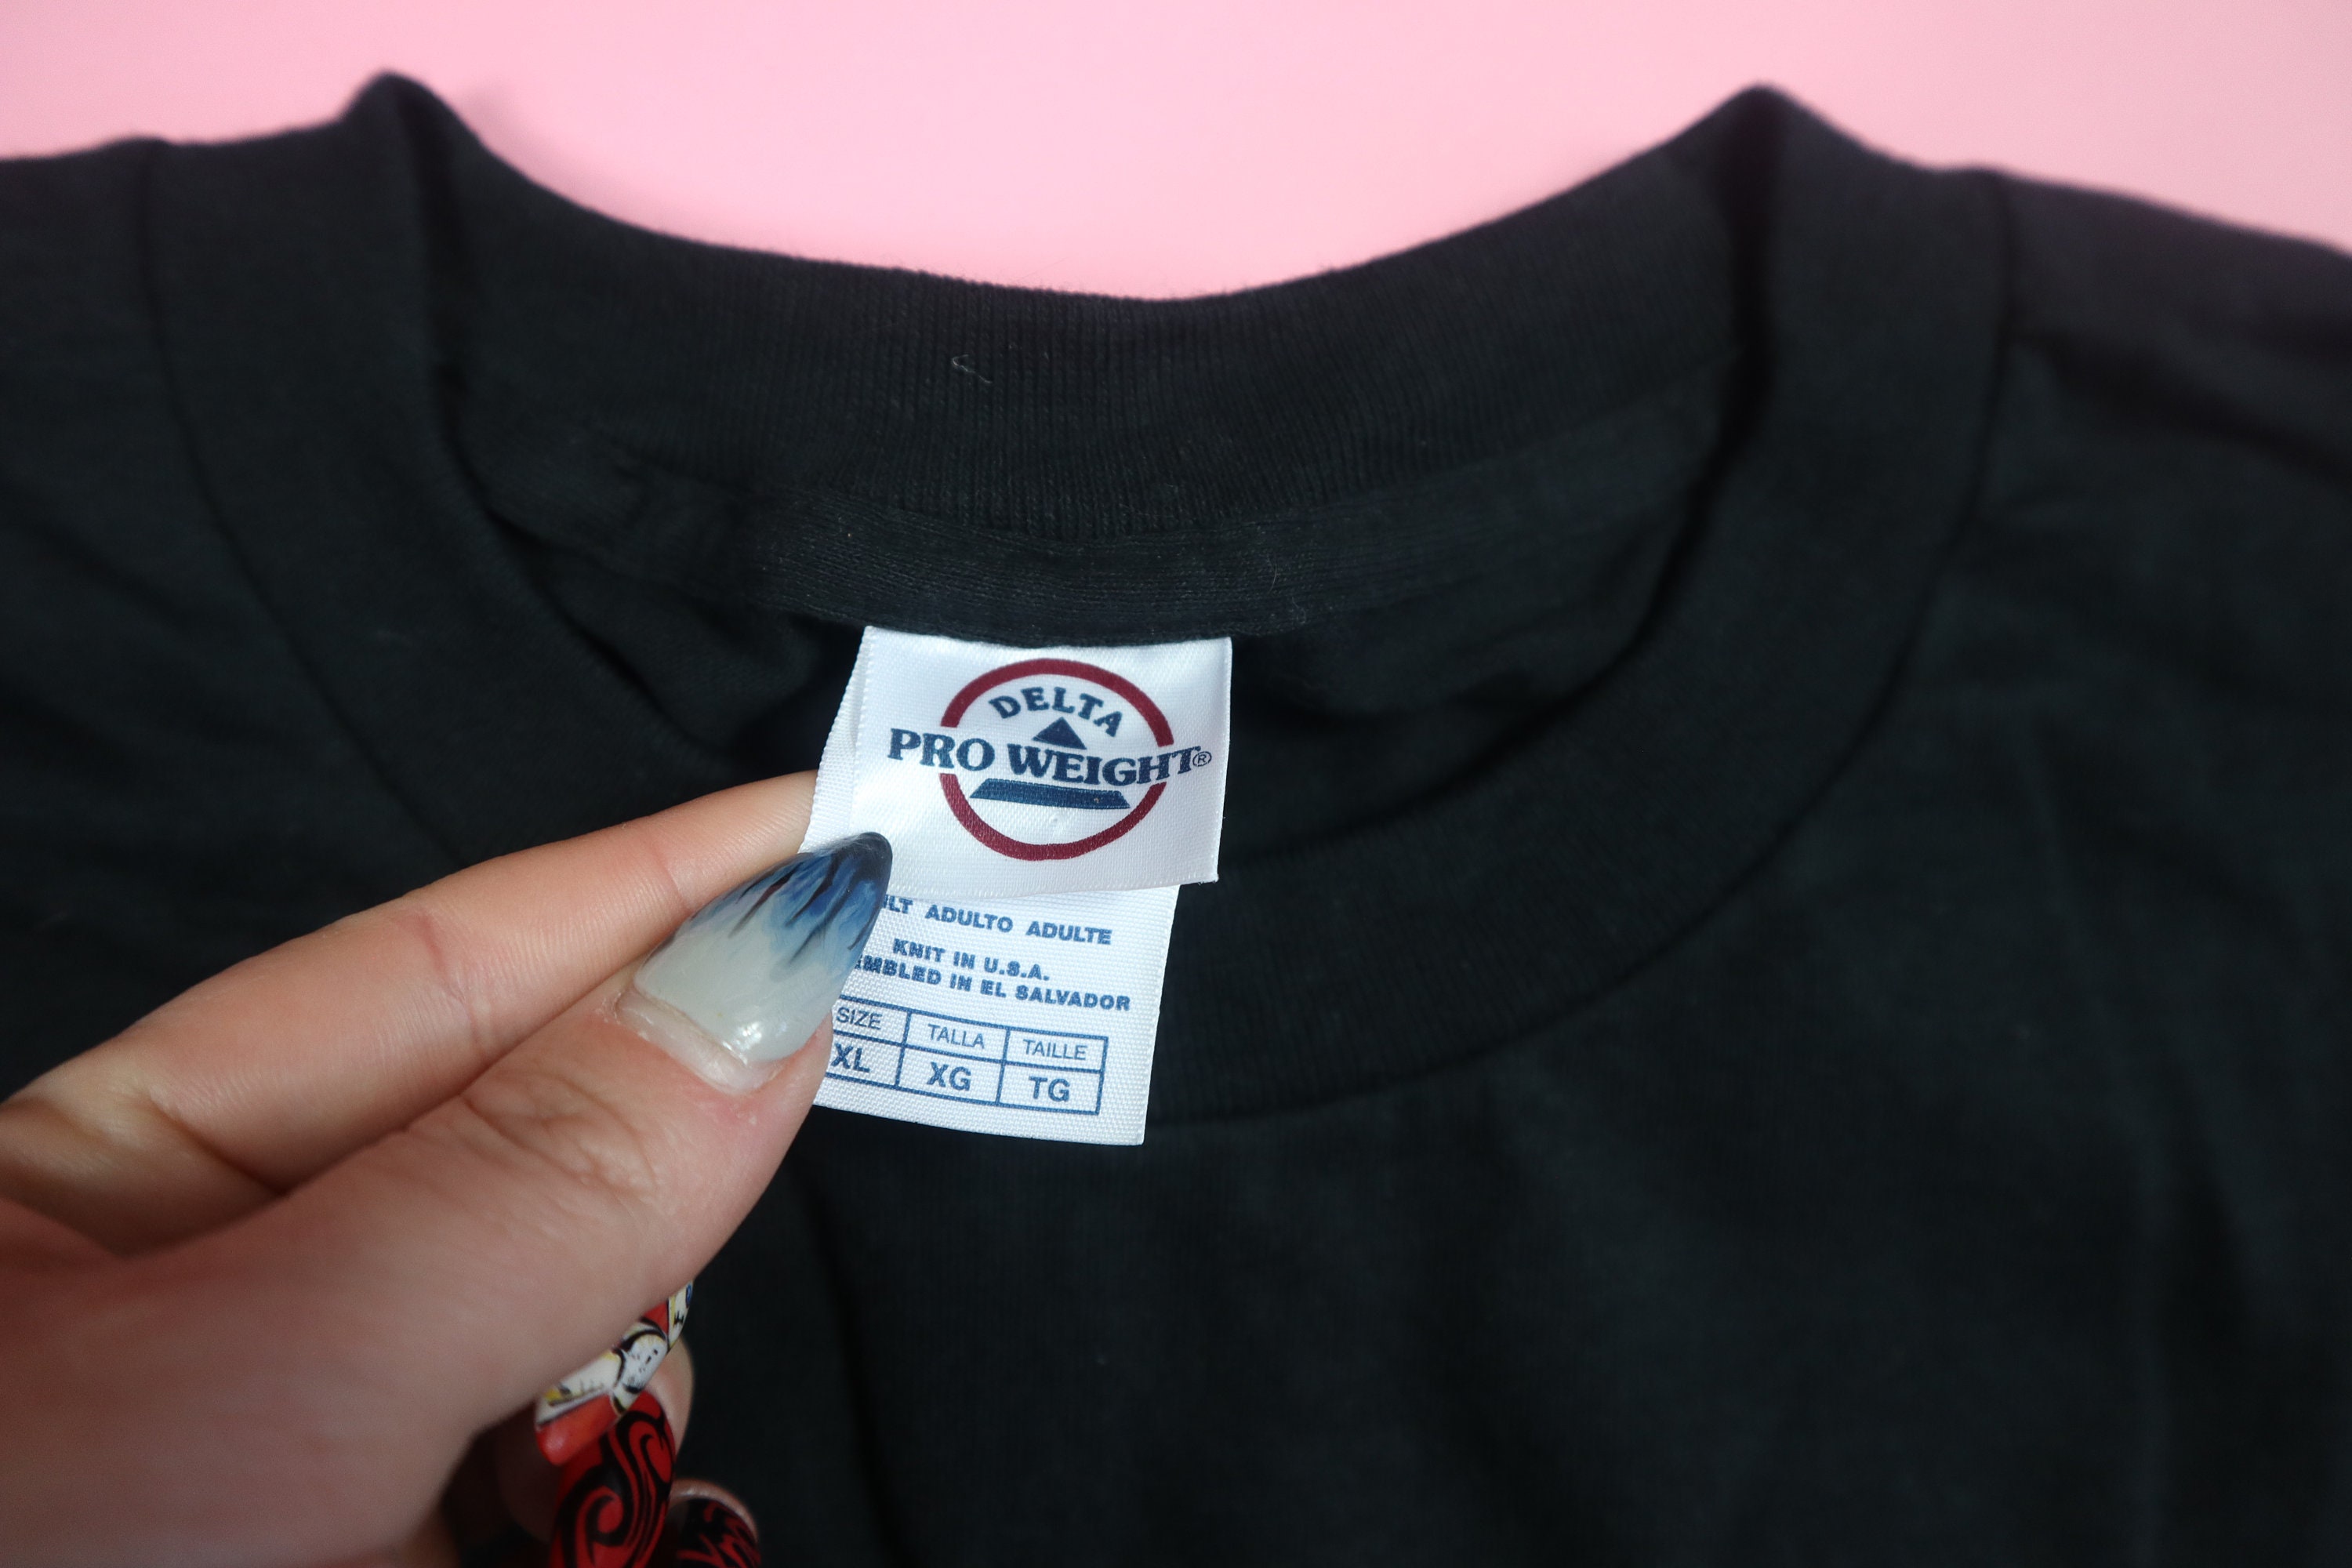 DELTA
PRO WEIGHT®
ADULTO ADULTE
KNIT IN U.S.A.
IN EL SALVADOR
SIZE TALLA TAILLE
XL XG TG